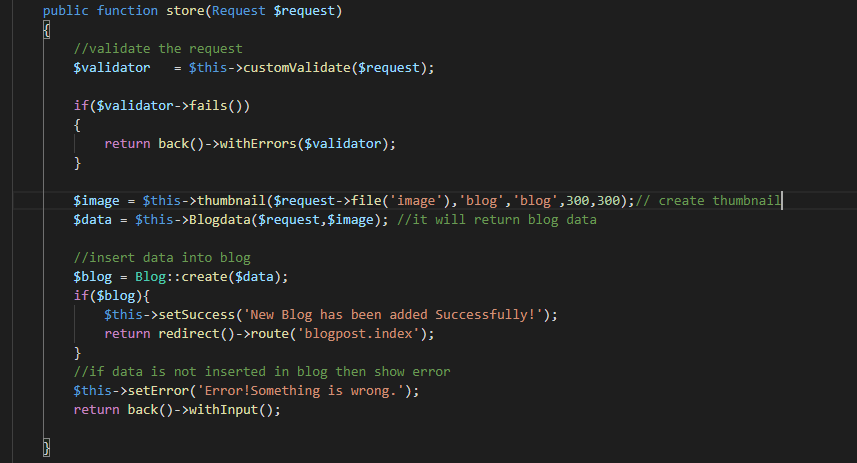 public function store(Request $request)
{
//validate the request
$validator   = $this->customValidate($request);
if($validator->fails())
{
return back()->withErrors($validator);
}
$image = $this->thumbnail($request->file('image'),'blog','blog',300,300);// create thumbnail
$data = $this->Blogdata($request,$image); //it will return blog data
//insert data into blog
$blog = Blog::create($data);
if($blog){
$this->setSuccess('New Blog has been added Successfully!');
return redirect()->route('blogpost.index');
}
//if data is not inserted in blog then show error
$this->setError('Error!Something is wrong.');
return back()->withInput();
}